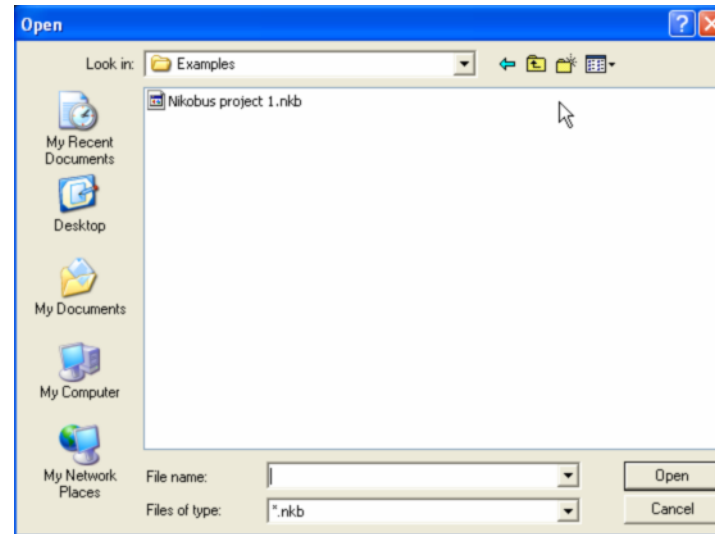 Open
Look in:
Examples
Nikobus project 1.nkb
My Recent
Documents
Desktop
My Documents
My Computer
My Network
Places
File name:
Open
Files of type:
*.nkb
Cancel